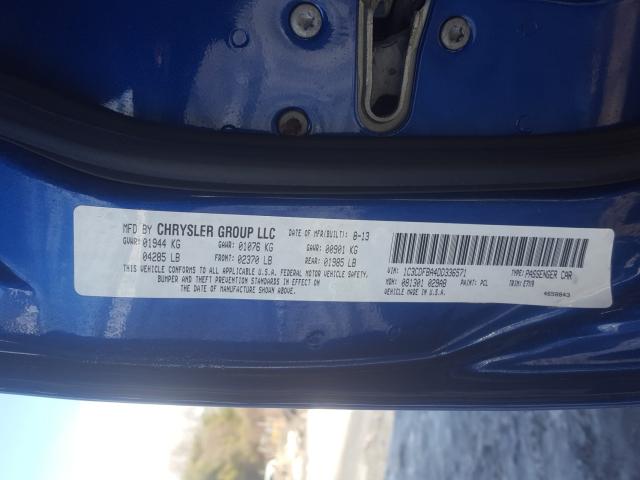 MFD BY CHRYSLER GROUP LLC DATE OF MFR(BUILT): 8-13
GVWR:01944 KG GAWR:01076 KG GAWR:00901 KG
04285 LB FRONT:02370 LB REAR:01985 LB
THIS VEHICLE CONFORMS TO ALL APPLICABLE U.S.A. FEDERAL MOTOR VEHICLE SAFETY,
BUMPER AND THEFT PREVENTION STANDARDS IN EFFECT ON
THE DATE OF MANUFACTURE SHOWN ABOVE.
VIN: 1C3CDFBA4DD336571 TYPE: PASSENGER CAR
MDH: 081301 029AB PAINT: PCL TRIM: E7X9
VEHICLE MADE IN U.S.A. 4658843